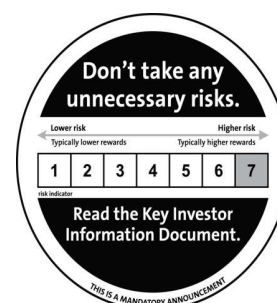 Don't take any
unnecessary risks.
Lower risk Higher risk
Typically lower rewards Typically higher rewards
1 2 3 4 5 6 7
risk indicator
Read the Key Investor
Information Document.
THIS IS A MANDATORY ANNOUNCEMENT